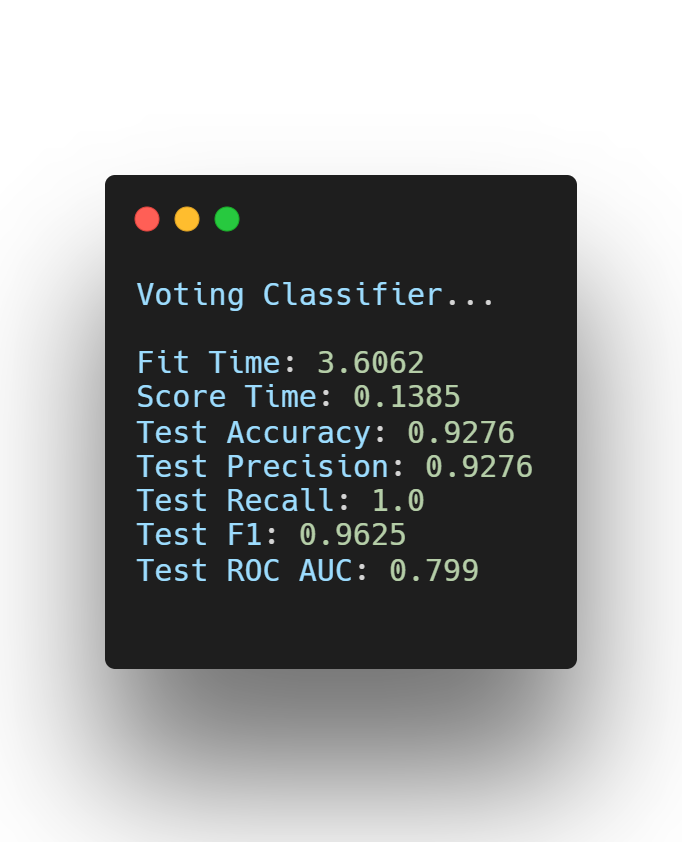 Voting Classifier...
Fit Time: 3.6062
Score Time: 0.1385
Test Accuracy: 0.9276
Test Precision: 0.9276
Test Recall: 1.0
Test F1: 0.9625
Test ROC AUC: 0.799